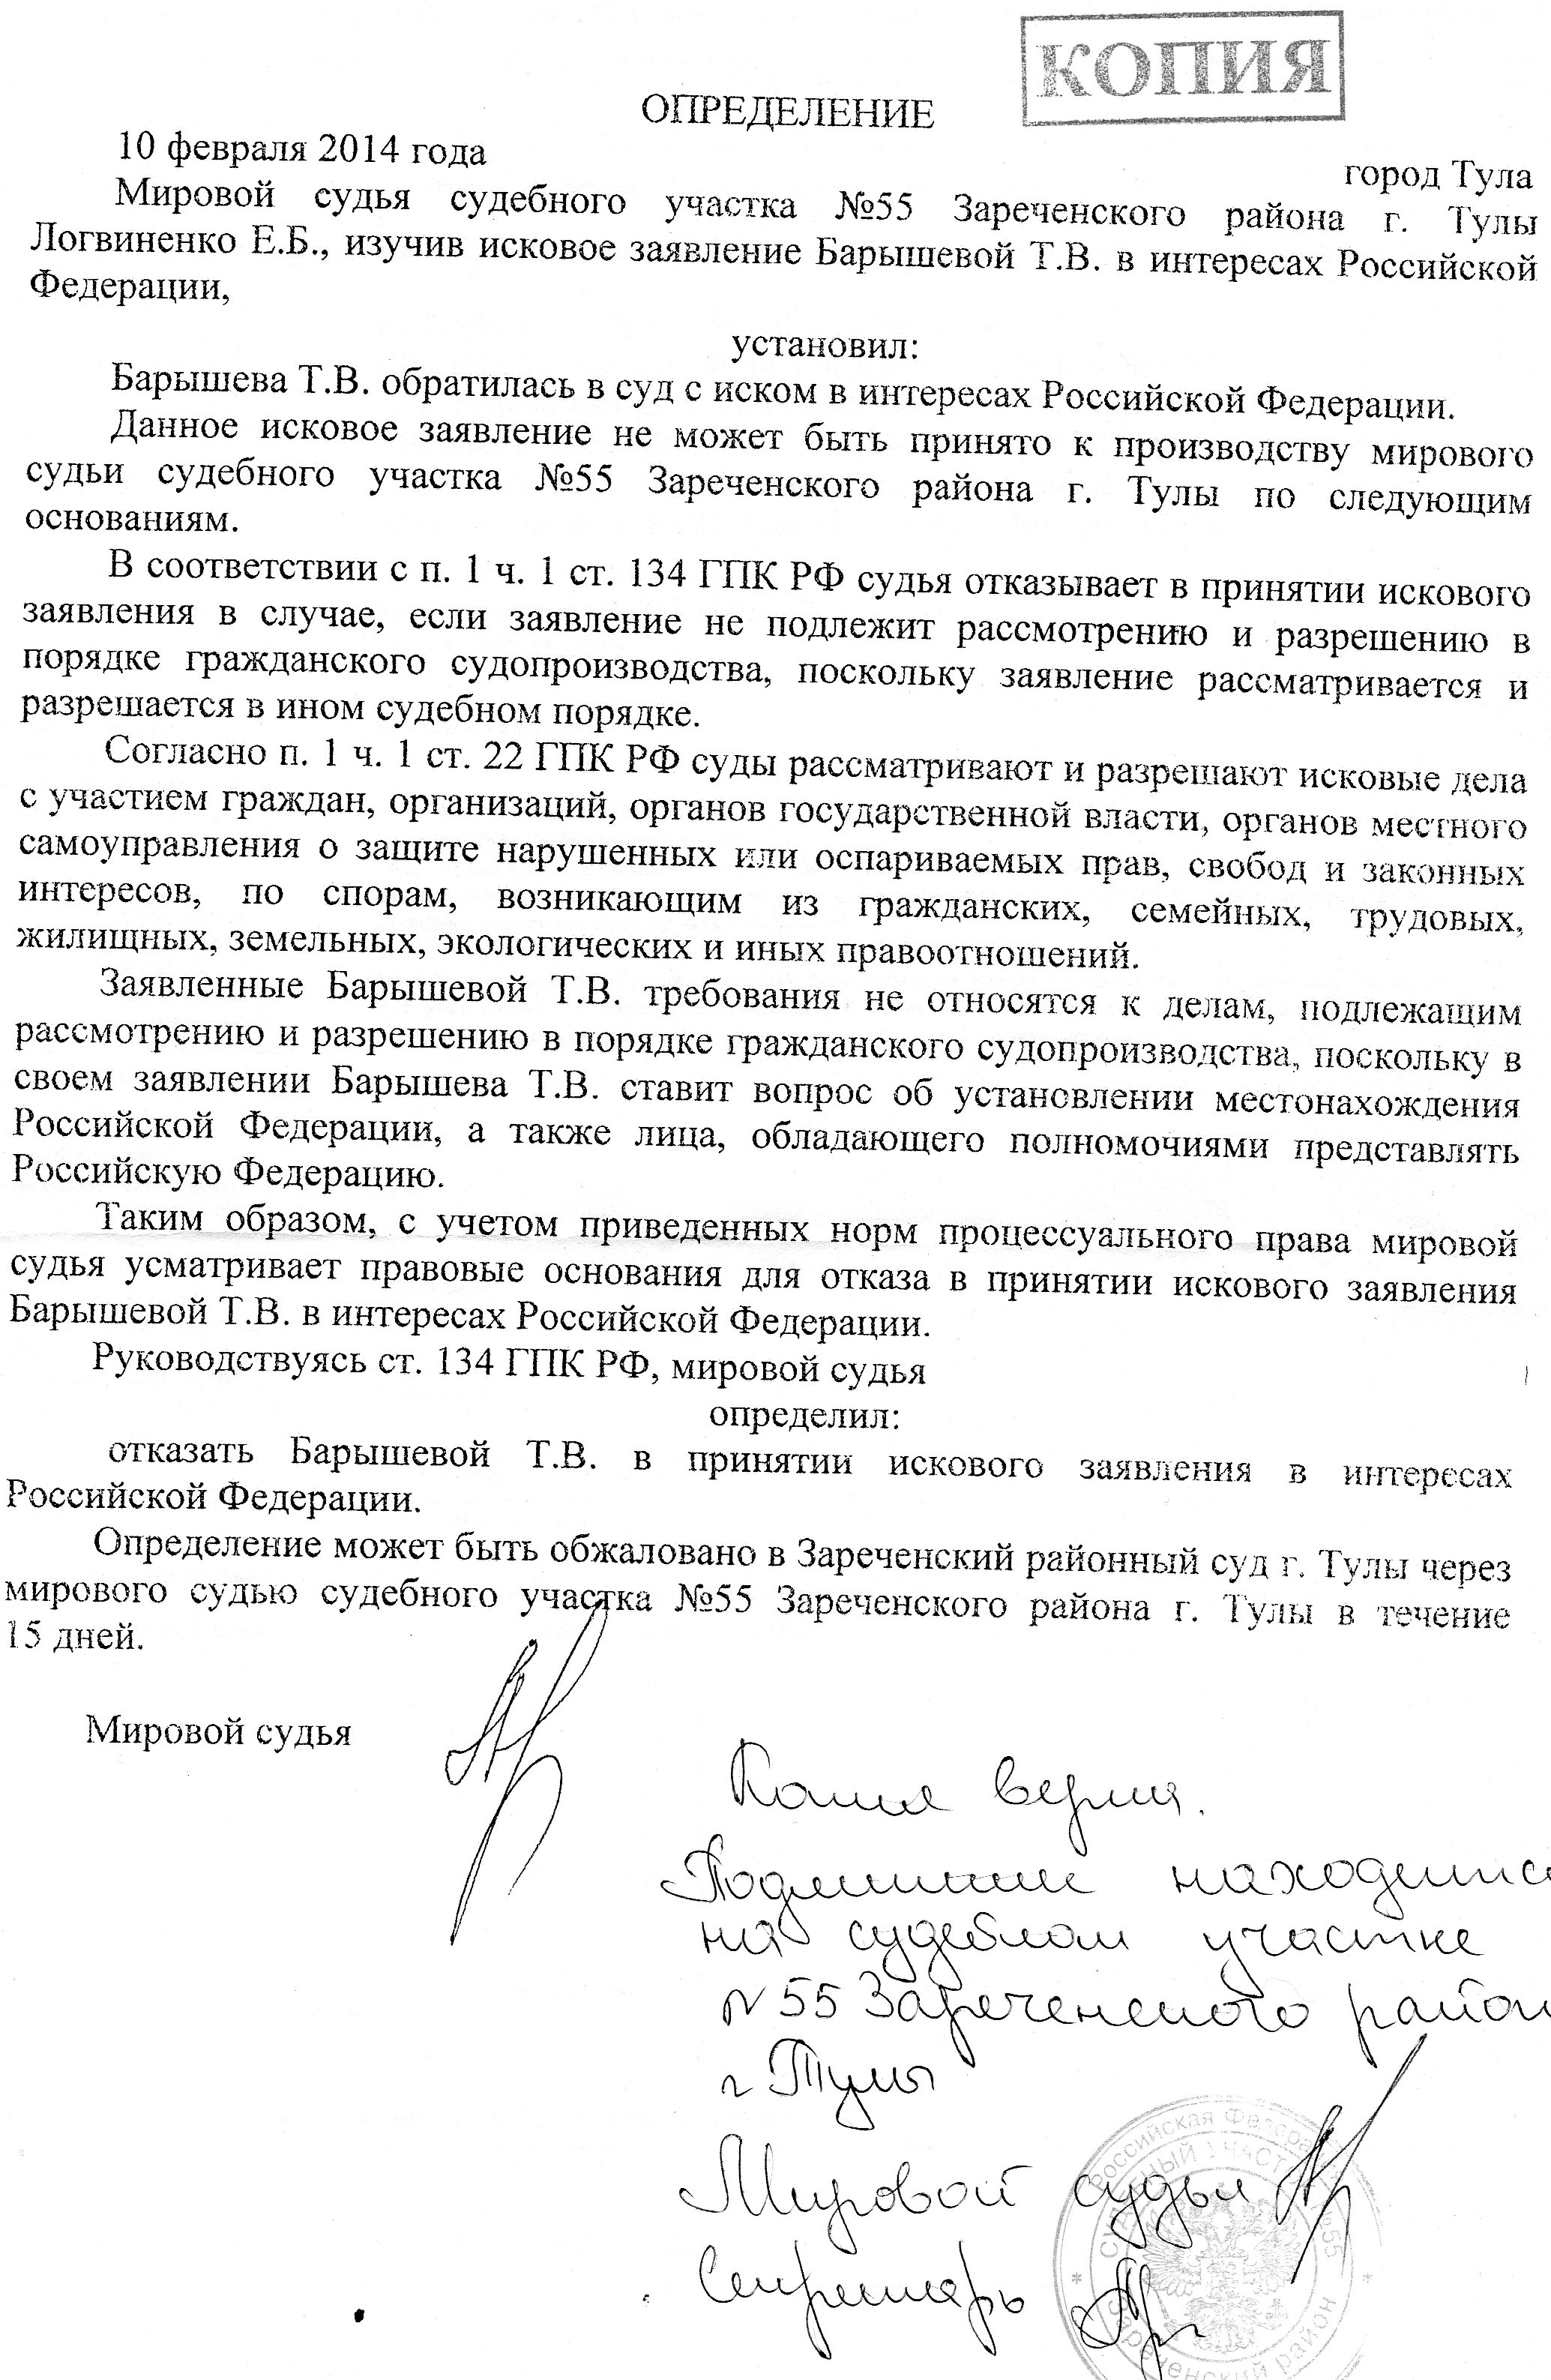 КОПИЯ
ОПРЕДЕЛЕНИЕ
10 февраля 2014 года
город Тула
Мировой судья судебного участка №55 Зареченского района г. Тулы
Логвиненко Е.Б., изучив исковое заявление Барышевой Т.В. в интересах Российской
Федерации,
установил:
Барышева Т.В. обратилась в суд с иском в интересах Российской Федерации.
Данное исковое заявление не может быть принято к производству мирового
судьи судебного участка №55 Зареченского района г. Тулы по следующим
основаниям.
В соответствии с п. 1 ч. 1 ст. 134 ГПК РФ судья отказывает в принятии искового
заявления в случае, если заявление не подлежит рассмотрению и разрешению в
порядке гражданского судопроизводства, поскольку заявление рассматривается и
разрешается в ином судебном порядке.
Согласно п. 1 ч. 1 ст. 22 ГПК РФ суды рассматривают и разрешают исковые дела
с участием граждан, организаций, органов государственной власти, органов местного
самоуправления о защите нарушенных или оспариваемых прав, свобод и законных
интересов, по спорам, возникающим из гражданских, семейных, трудовых,
жилищных, земельных, экологических и иных правоотношений.
Заявленные Барышевой Т.В. требования не относятся к делам, подлежащим
рассмотрению и разрешению в порядке гражданского судопроизводства, поскольку в
своем заявлении Барышева Т.В. ставит вопрос об установлении местонахождения
Российской Федерации, а также лица, обладающего полномочиями представлять
Российскую Федерацию.
Таким образом, с учетом приведенных норм процессуального права мировой
судья усматривает правовые основания для отказа в принятии искового заявления
Барышевой Т.В. в интересах Российской Федерации.
Руководствуясь ст. 134 ГПК РФ, мировой судья
определил:
отказать Барышевой Т.В. в принятии искового заявления в интересах
Российской Федерации.
Определение может быть обжаловано в Зареченский районный суд г. Тулы через
мирового судью судебного участка №55 Зареченского района г. Тулы в течение
15 дней.
Мировой судья
Копия верна.
Подлинник находится
на судебном участке
№55 Зареченского район
г Тулы
Мировой судья
Секретарь
Российская Федерация
СУДЕБНЫЙ УЧАСТОК №55
Зареченский район